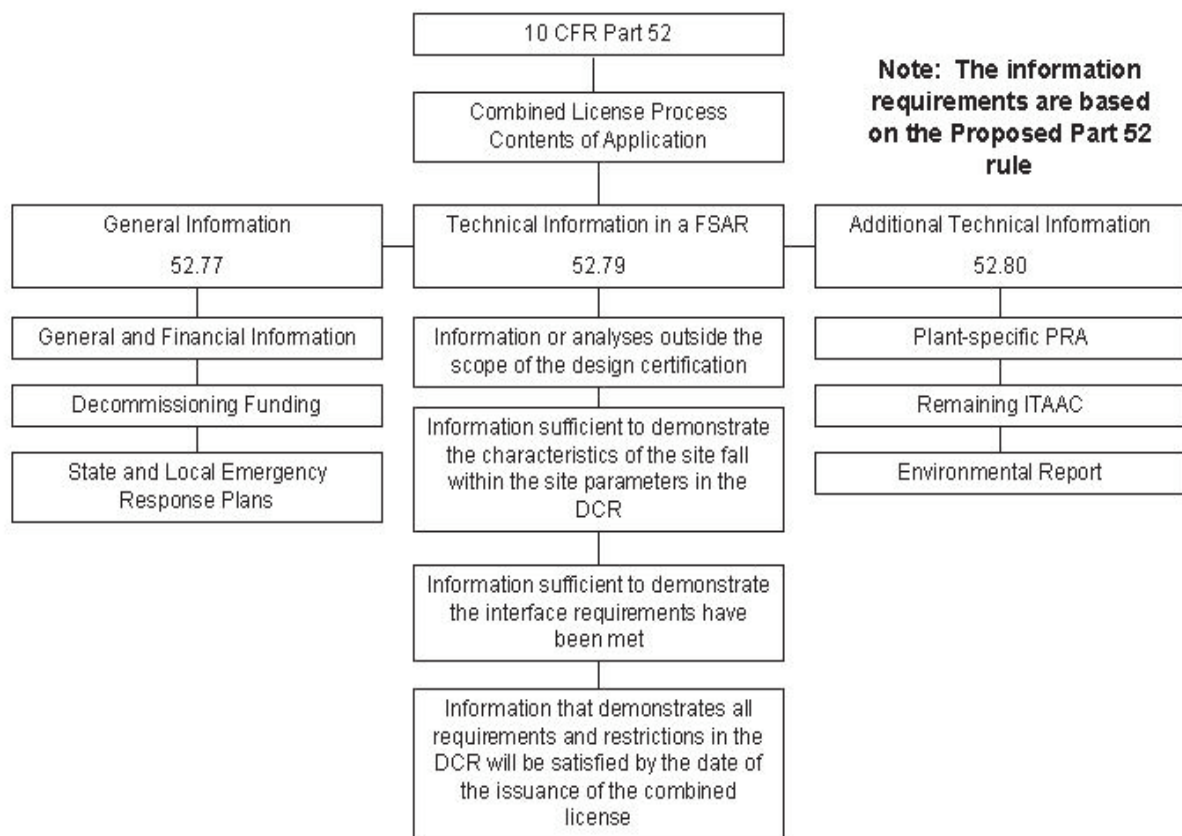 10 CFR Part 52
Note: The information
requirements are based
on the Proposed Part 52
rule
Combined License Process
Contents of Application
General Information
52.77
Technical Information in a FSAR
52.79
Additional Technical Information
52.80
General and Financial Information
Decommissioning Funding
State and Local Emergency
Response Plans
Information or analyses outside the
scope of the design certification
Information sufficient to demonstrate
the characteristics of the site fall
within the site parameters in the
DCR
Information sufficient to demonstrate
the interface requirements have
been met
Information that demonstrates all
requirements and restrictions in the
DCR will be satisfied by the date of
the issuance of the combined
license
Plant-specific PRA
Remaining ITAAC
Environmental Report